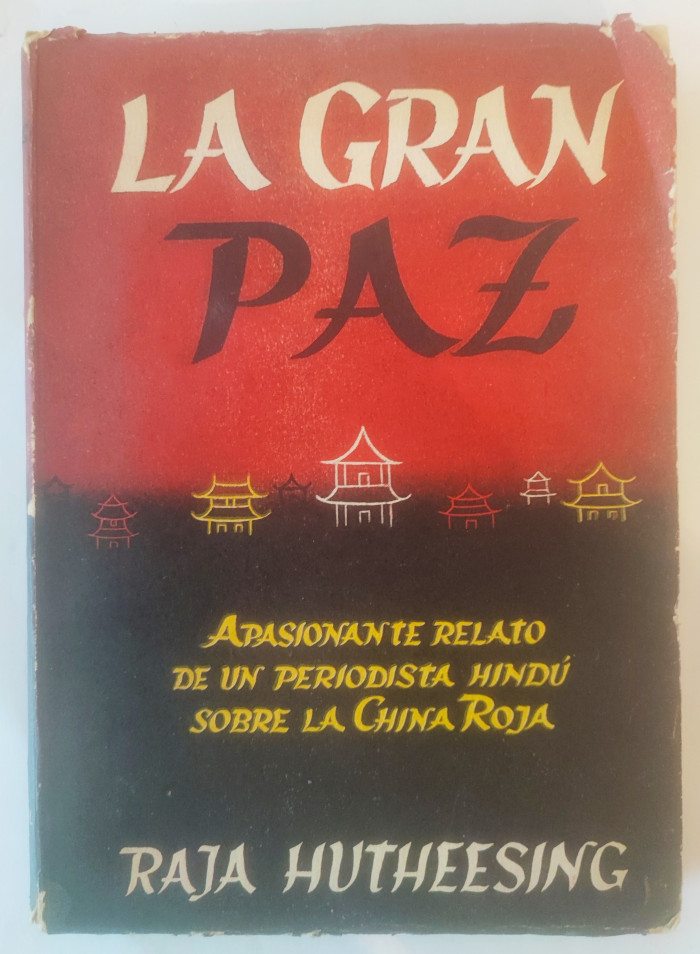 LA GRAN
PAZ
APASIONANTE RELATO
DE UN PERIODISTA HINDÚ
SOBRE LA CHINA ROJA
RAJA HUTHEESING